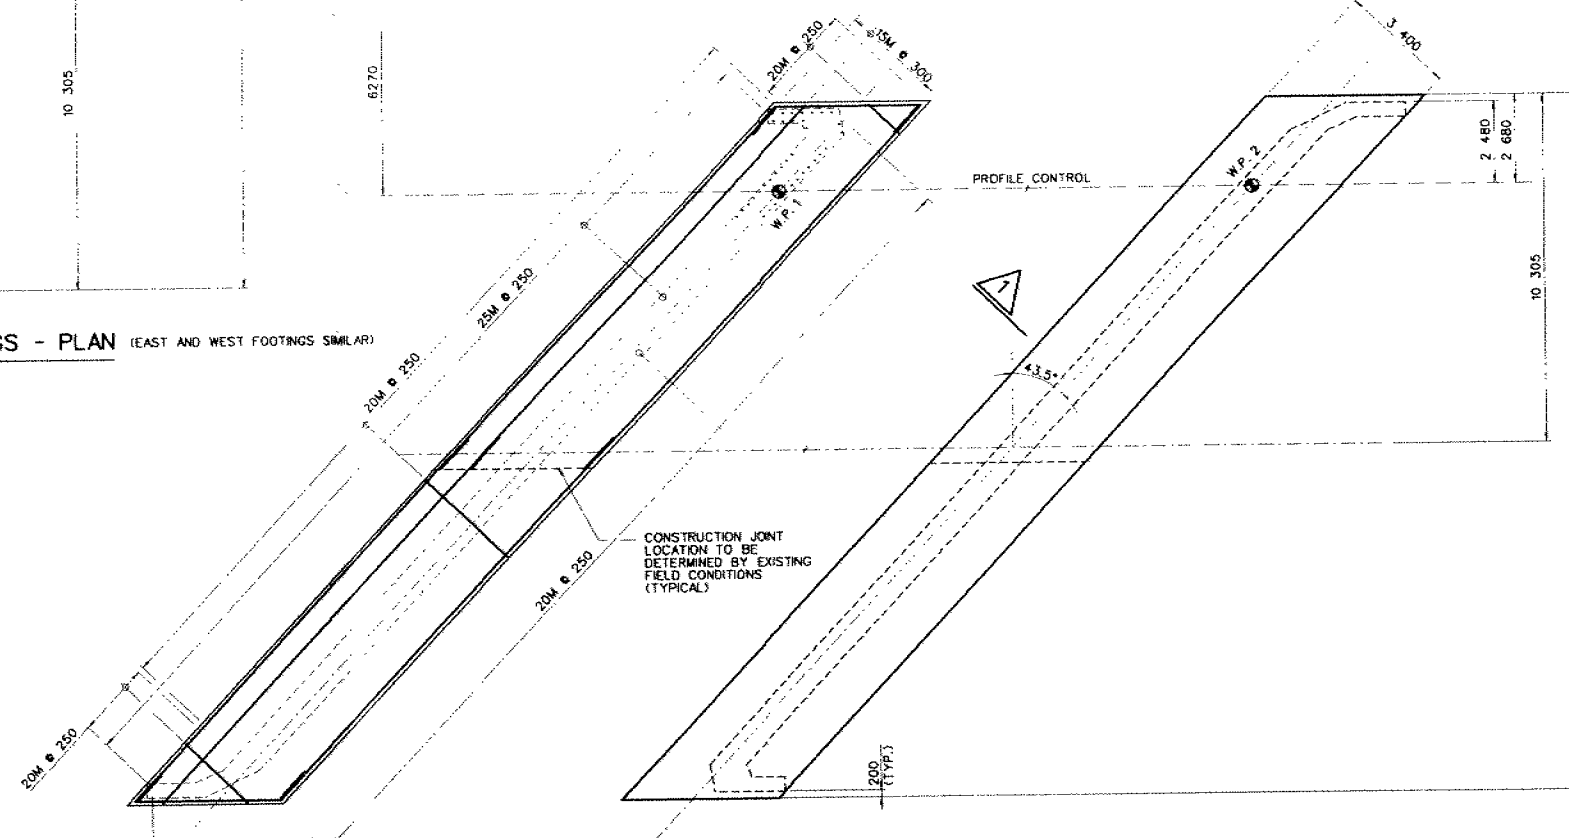 10 305
6270
20M @ 250
15M @ 300
3 400
2 480
2 680
W.P. 2
PROFILE CONTROL
W.P. 1
10 305
1
25M @ 250
GS - PLAN (EAST AND WEST FOOTINGS SIMILAR)
20M @ 250
43.5°
CONSTRUCTION JOINT
LOCATION TO BE
DETERMINED BY EXISTING
FIELD CONDITIONS
(TYPICAL)
20M @ 250
20M @ 250
200
(TYP.)